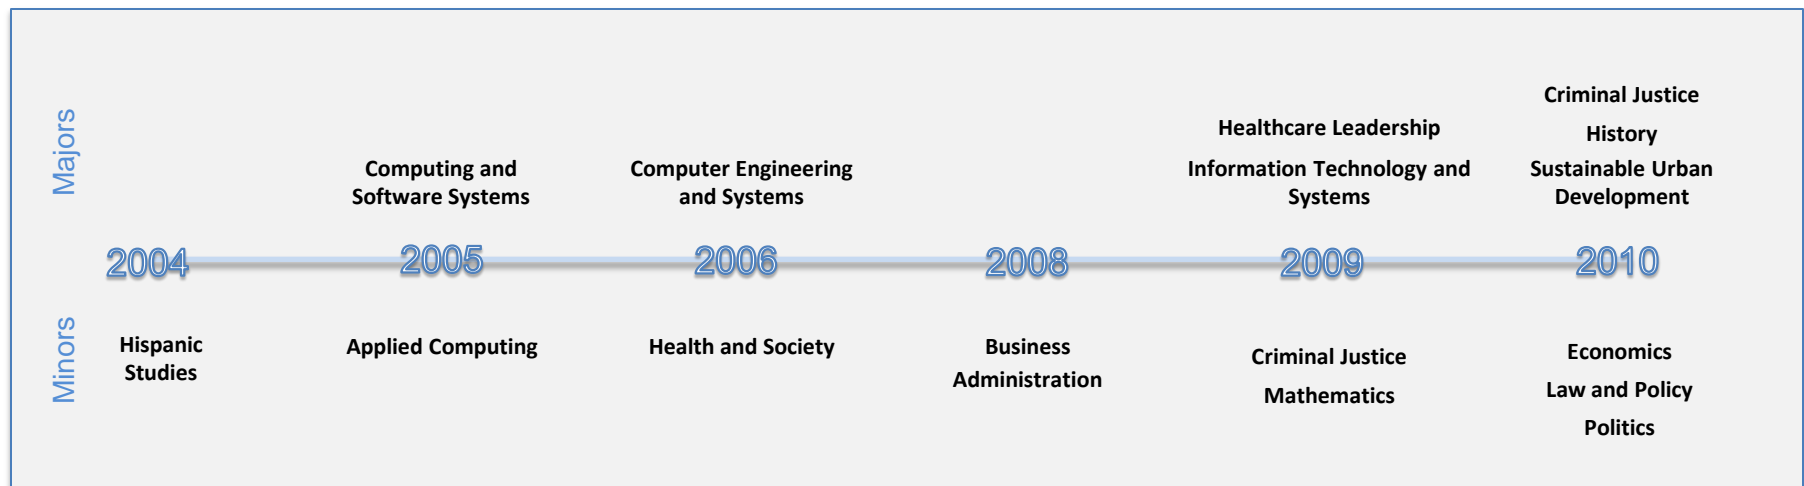 Majors
Computing and
Software Systems
Computer Engineering
and Systems
Healthcare Leadership
Information Technology and
Systems
Criminal Justice
History
Sustainable Urban
Development
2004
2005
2006
2008
2009
2010
Minors
Hispanic
Studies
Applied Computing
Health and Society
Business
Administration
Criminal Justice
Mathematics
Economics
Law and Policy
Politics